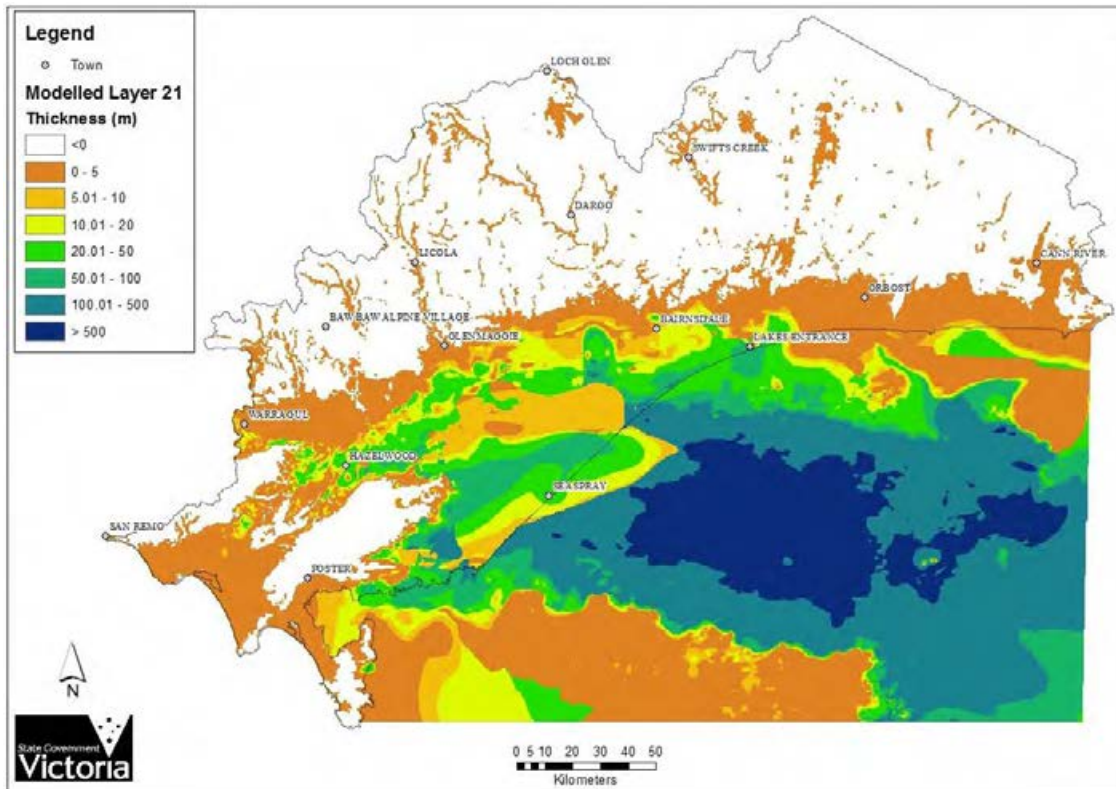 Legend
Town
Modelled Layer 21
Thickness (m)
<0
0 - 5
5.01 - 10
10.01 - 20
20.01 - 50
50.01 - 100
100.01 - 500
> 500
LOCH GLEN
SWIFTS CREEK
DARGO
LICOLA
CANN RIVER
ORBOST
BAW BAW ALPINE VILLAGE
BAIRNSDALE
GLENMAGGIE
LAKES ENTRANCE
WARRAGUL
HAZELWOOD
SEASPRAY
SAN REMO
FOSTER
N
State Government
Victoria
0 5 10 20 30 40 50
Kilometers